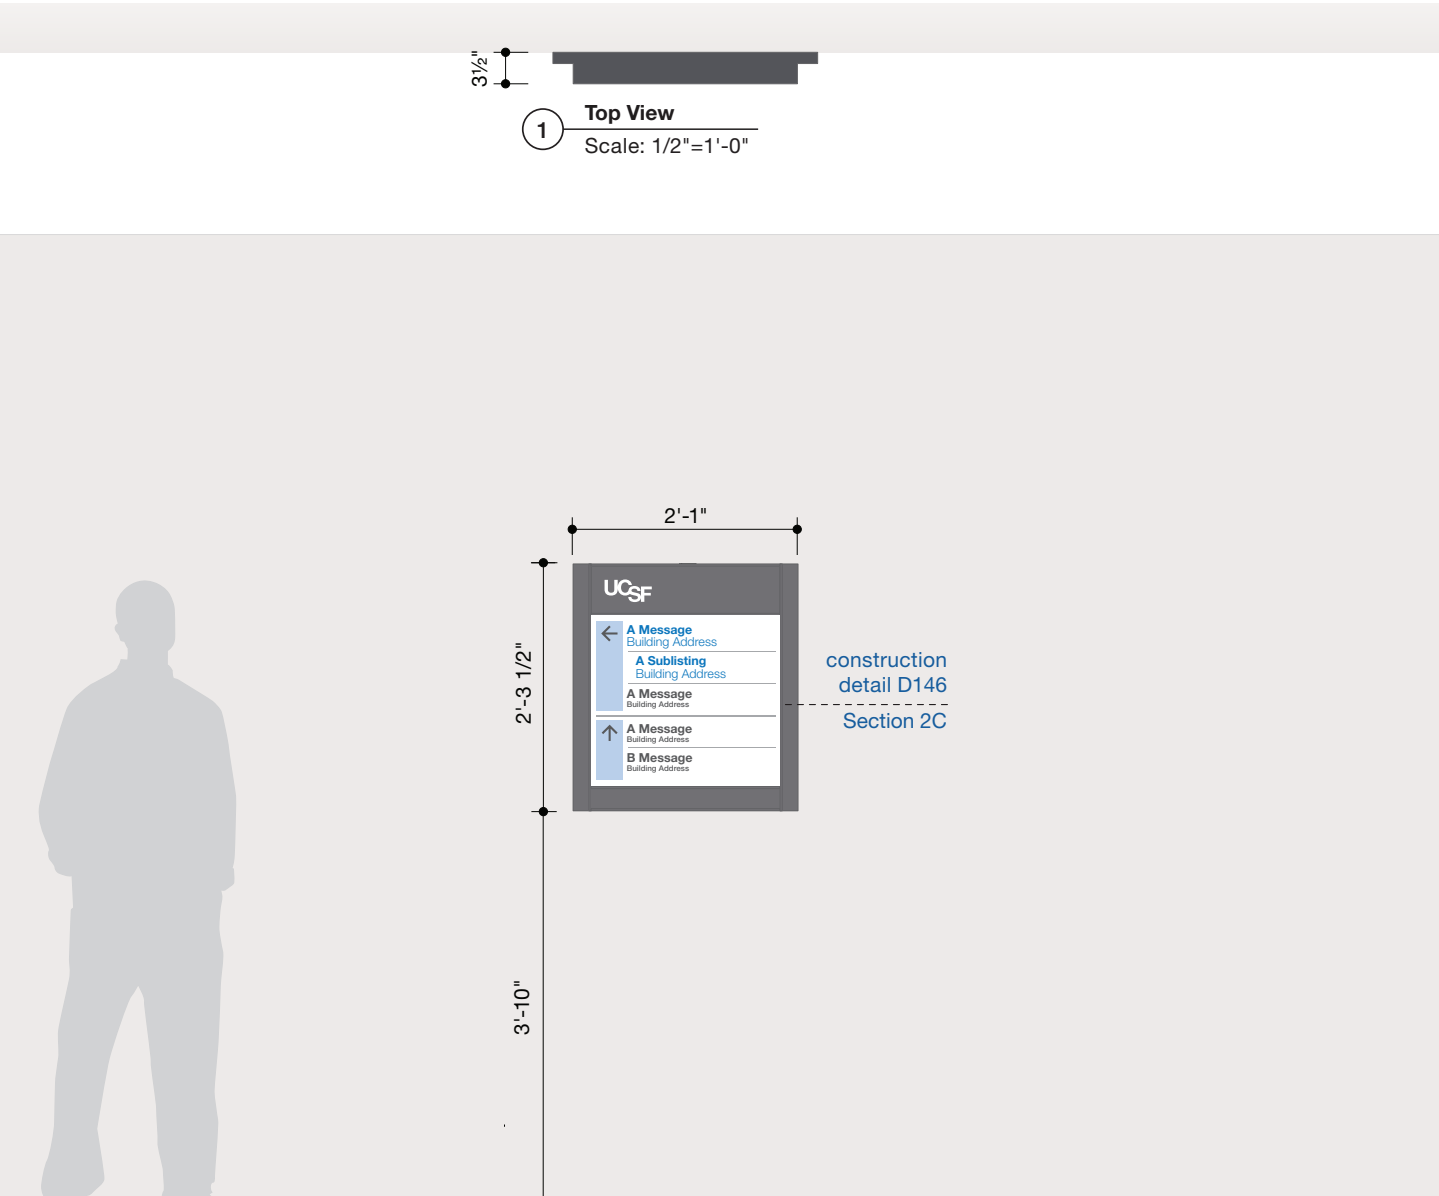 3½"
1
Top View
Scale: 1/2"=1'-0"
2'-1"
2'-3 1/2"
UCSF
A Message
Building Address
A Sublisting
Building Address
A Message
Building Address
A Message
Building Address
B Message
Building Address
construction
detail D146
Section 2C
3'-10"